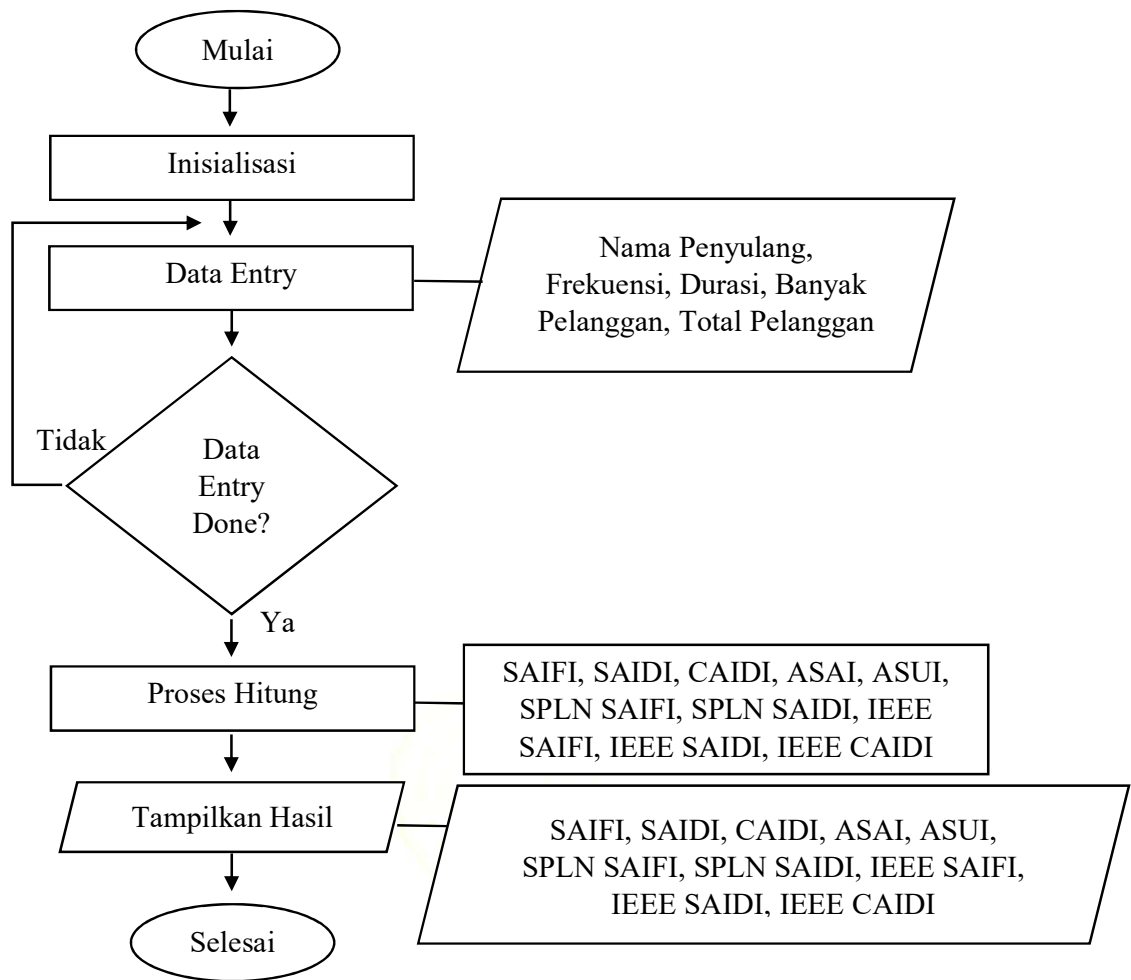 Mulai
Inisialisasi
Data Entry
Nama Penyulang,
Frekuensi, Durasi, Banyak
Pelanggan, Total Pelanggan
Tidak
Data
Entry
Done?
Ya
Proses Hitung
SAIFI, SAIDI, CAIDI, ASAI, ASUI,
SPLN SAIFI, SPLN SAIDI, IEEE
SAIFI, IEEE SAIDI, IEEE CAIDI
Tampilkan Hasil
SAIFI, SAIDI, CAIDI, ASAI, ASUI,
SPLN SAIFI, SPLN SAIDI, IEEE SAIFI,
IEEE SAIDI, IEEE CAIDI
Selesai